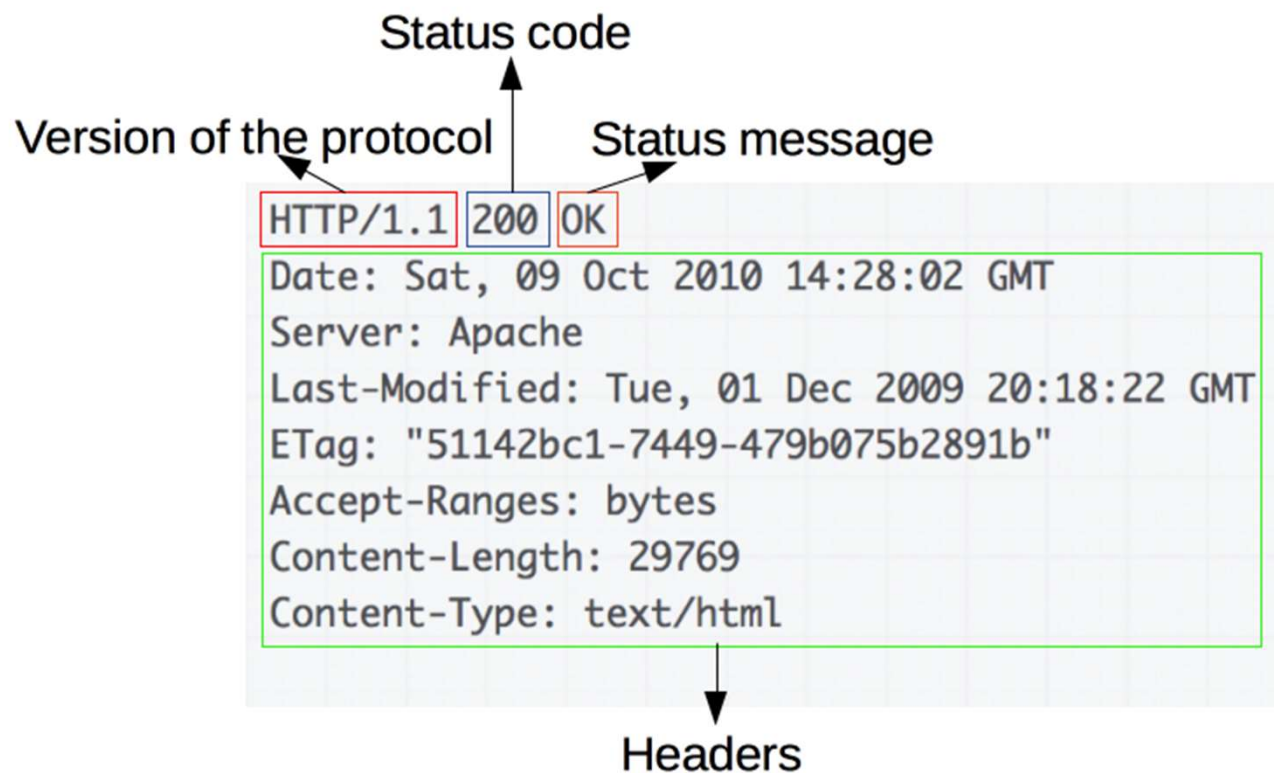 Status code
Version of the protocol
Status message
HTTP/1.1 200 OK
Date: Sat, 09 Oct 2010 14:28:02 GMT
Server: Apache
Last-Modified: Tue, 01 Dec 2009 20:18:22 GMT
ETag: "51142bc1-7449-479b075b2891b"
Accept-Ranges: bytes
Content-Length: 29769
Content-Type: text/html
Headers